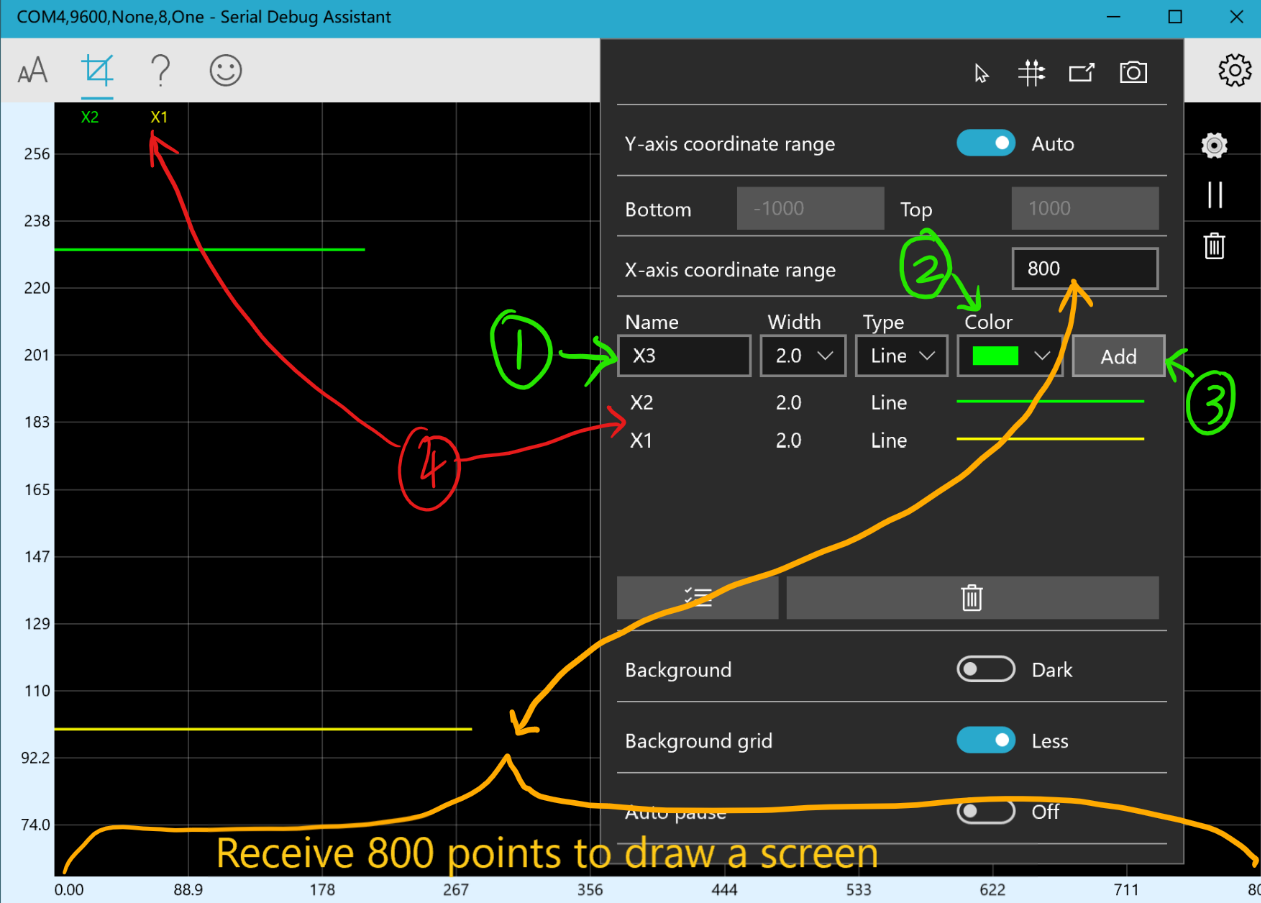 COM4,9600,None,8,One - Serial Debug Assistant
AA
X2 X1
Y-axis coordinate range Auto
Bottom -1000 Top 1000
X-axis coordinate range 800
Name Width Type Color
X3 2.0 Line Add
X2 2.0 Line
X1 2.0 Line
Background Dark
Background grid Less
Auto pause Off
1
2
3
4
256
238
220
201
183
165
147
129
110
92.2
74.0
Receive 800 points to draw a screen
0.00 88.9 178 267 356 444 533 622 711 80